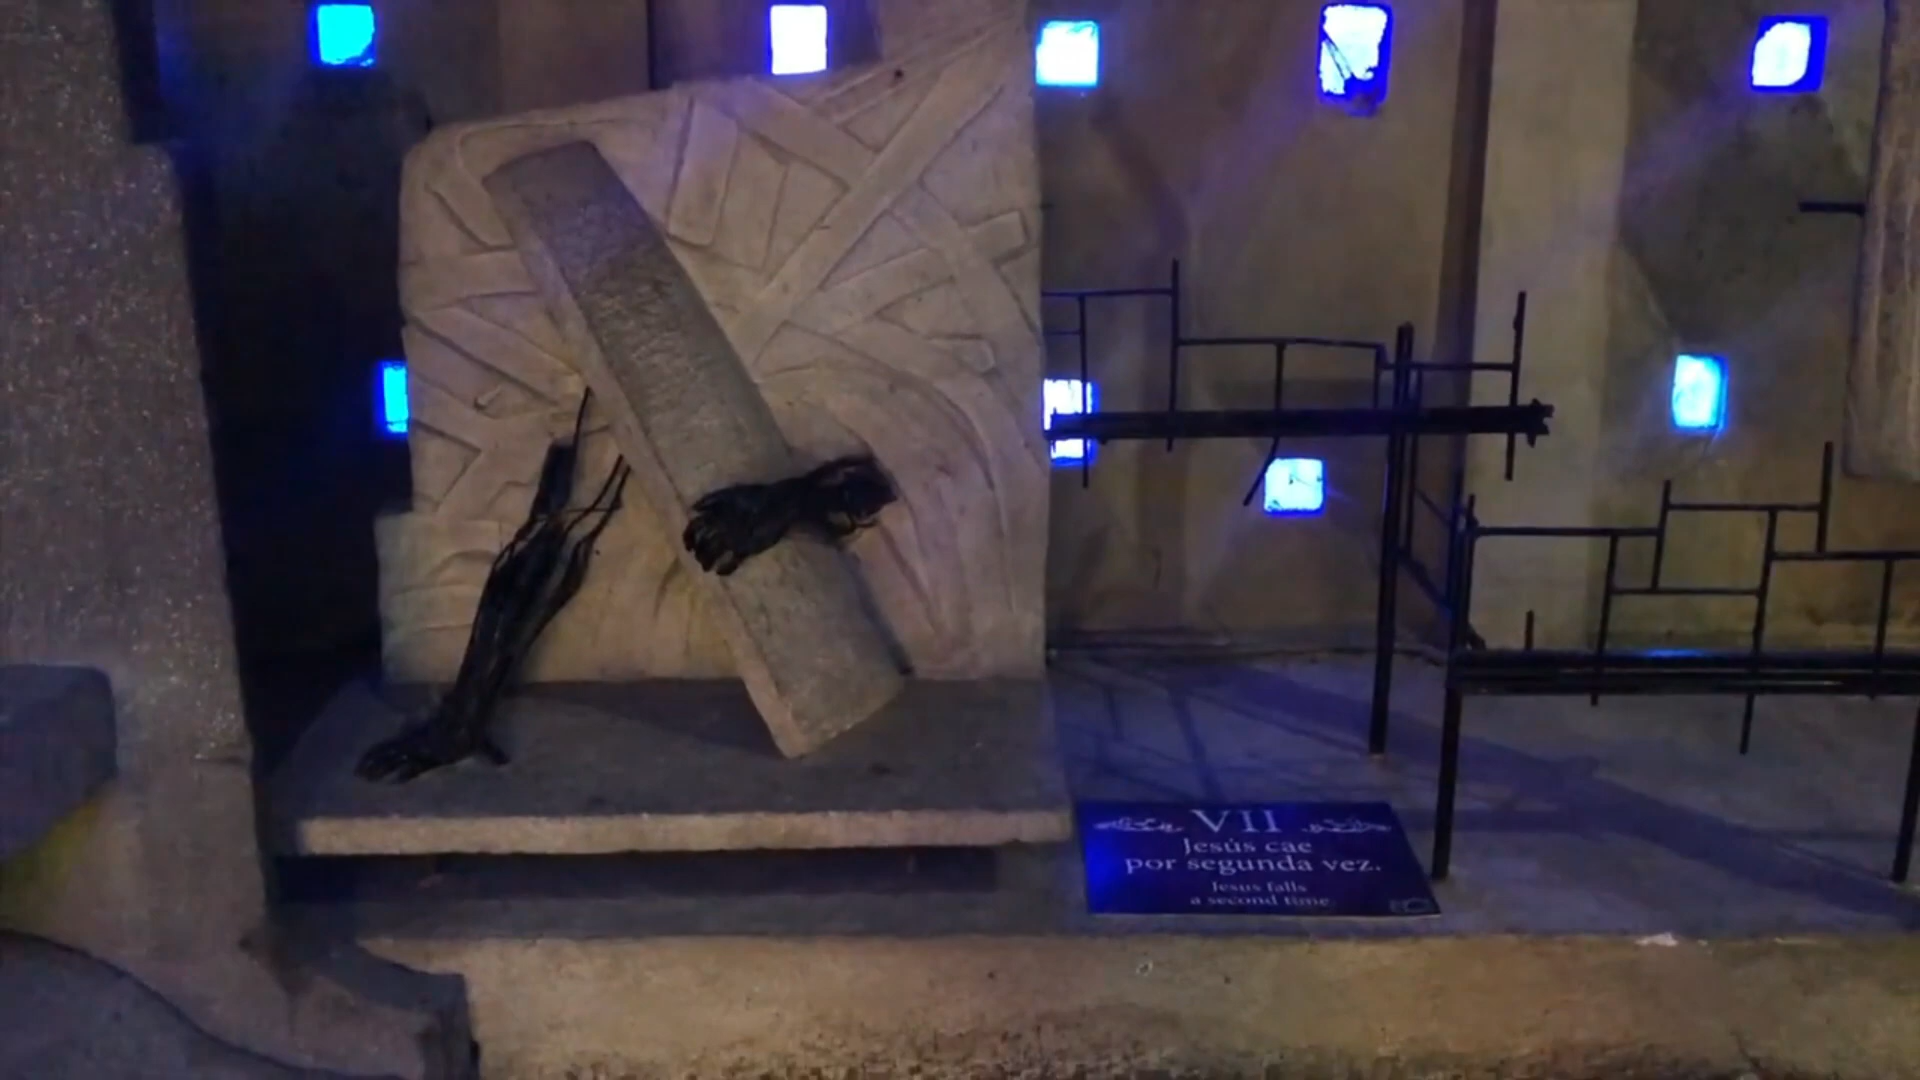 VII
Jesús cae
por segunda vez.
Jesus falls
a second time